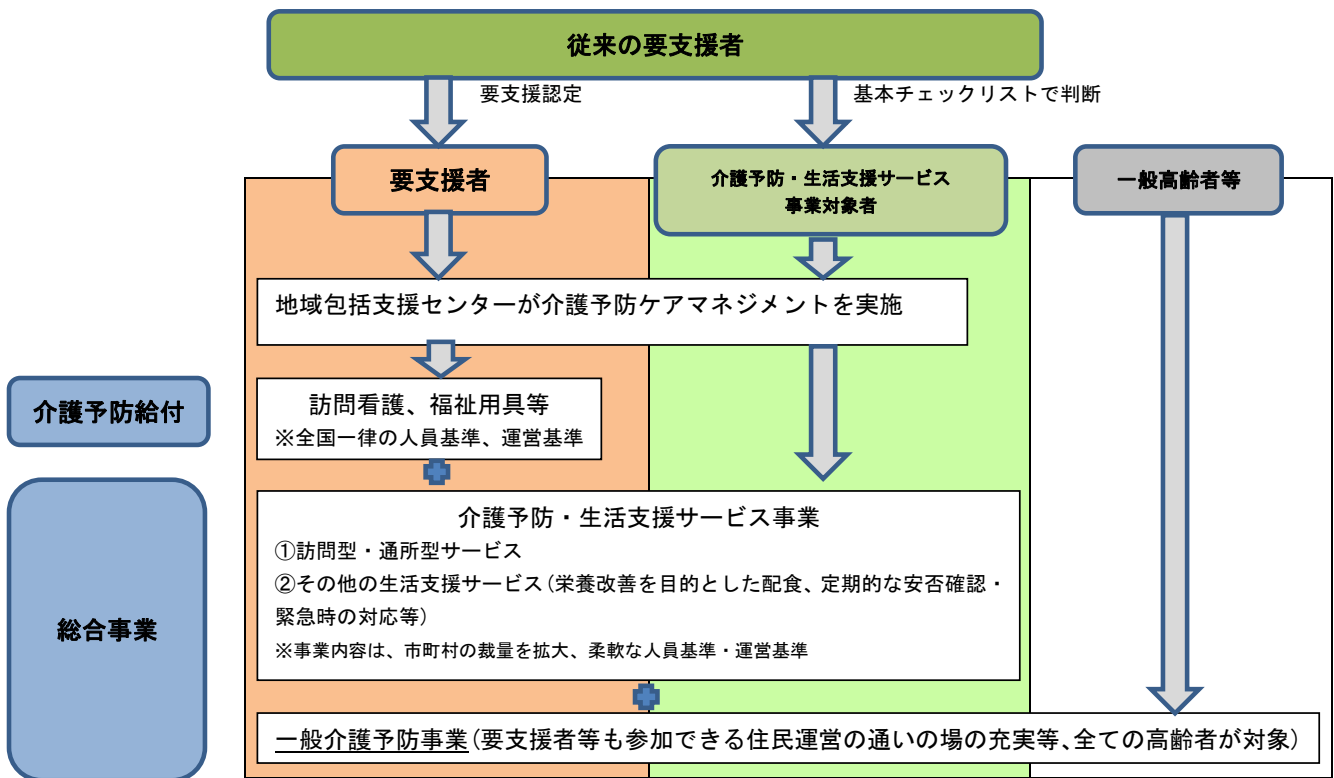 従来の要支援者
要支援認定
基本チェックリストで判断
要支援者
介護予防・生活支援サービス
事業対象者
一般高齢者等
地域包括支援センターが介護予防ケアマネジメントを実施
介護予防給付
訪問看護、福祉用具等
※全国一律の人員基準、運営基準
総合事業
介護予防・生活支援サービス事業
①訪問型・通所型サービス
②その他の生活支援サービス(栄養改善を目的とした配食、定期的な安否確認・
緊急時の対応等)
※事業内容は、市町村の裁量を拡大、柔軟な人員基準・運営基準
一般介護予防事業(要支援者等も参加できる住民運営の通いの場の充実等、全ての高齢者が対象)